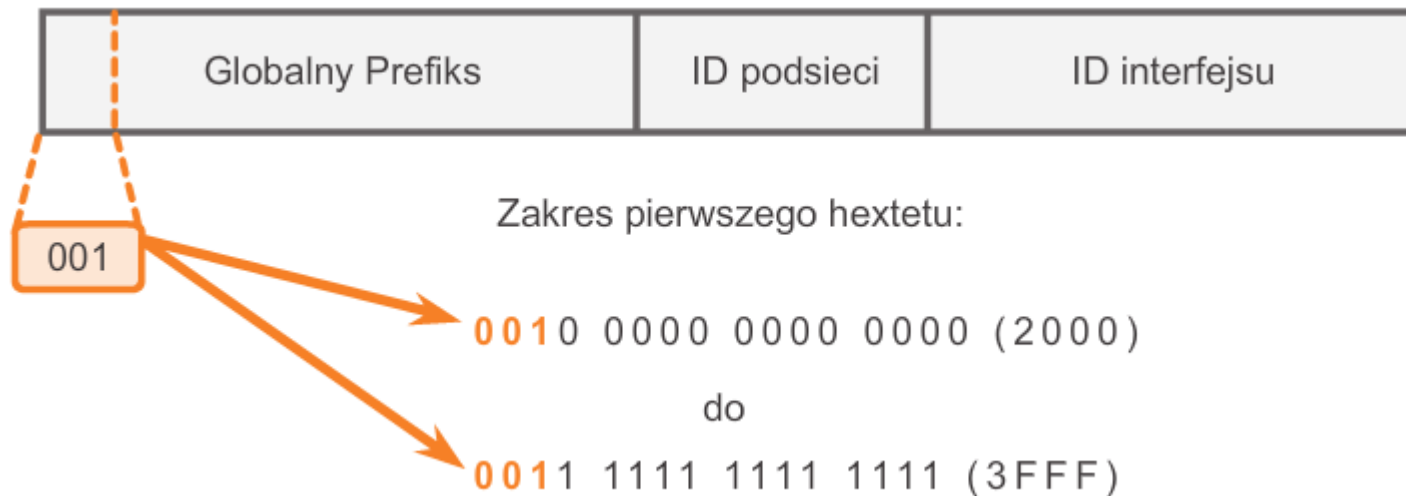 Globalny Prefiks ID podsieci ID interfejsu
Zakres pierwszego hextetu:
001
0010 0000 0000 0000 (2000)
do
0011 1111 1111 1111 (3FFF)